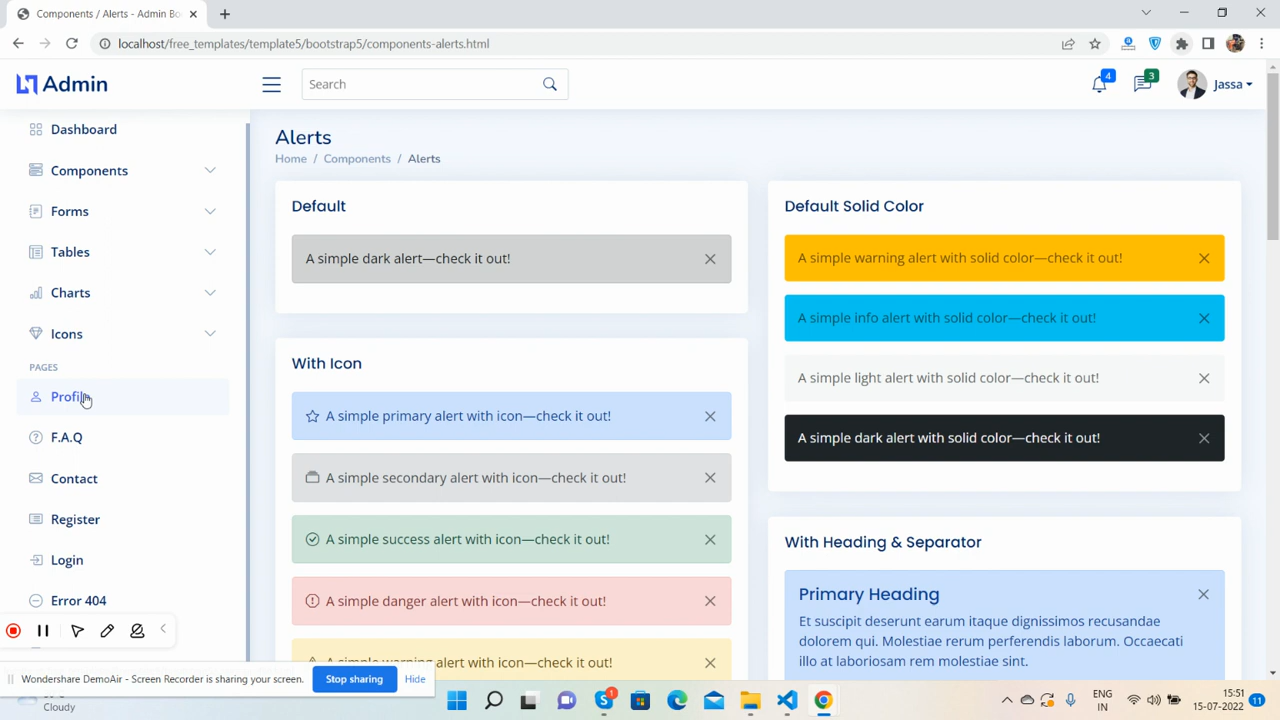 Components / Alerts - Admin Bo
localhost/free_templates/template5/bootstrap5/components-alerts.html
Admin
Search
4
3
Jassa
Dashboard
Components
Forms
Tables
Charts
Icons
PAGES
Profile
F.A.Q
Contact
Register
Login
Error 404
Alerts
Home / Components / Alerts
Default
A simple dark alert—check it out!
With Icon
A simple primary alert with icon—check it out!
A simple secondary alert with icon—check it out!
A simple success alert with icon—check it out!
A simple danger alert with icon—check it out!
A simple warning alert with icon—check it out!
Default Solid Color
A simple warning alert with solid color—check it out!
A simple info alert with solid color—check it out!
A simple light alert with solid color—check it out!
A simple dark alert with solid color—check it out!
With Heading & Separator
Primary Heading
Et suscipit deserunt earum itaque dignissimos recusandae
dolorem qui. Molestiae rerum perferendis laborum. Occaecati
illo at laboriosam rem molestiae sint.
Wondershare DemoAir - Screen Recorder is sharing your screen.
Stop sharing
Hide
Cloudy
1
ENG
IN
15:51
15-07-2022
11